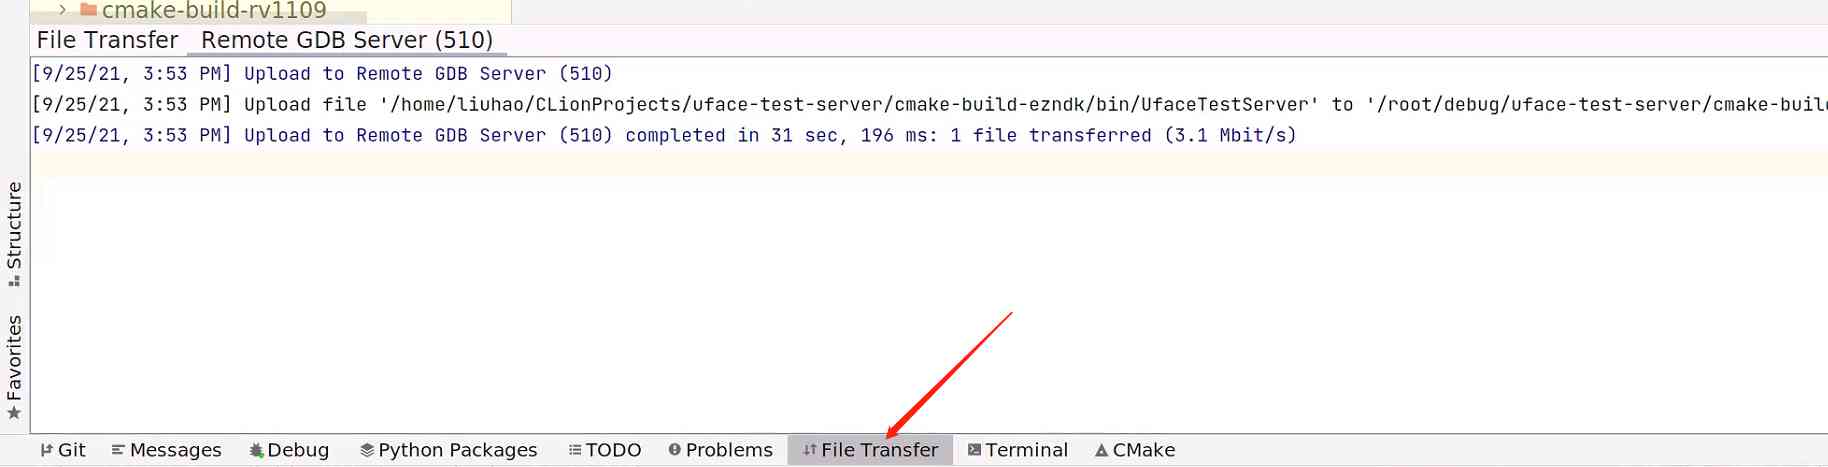 cmake-build-rv1109
File Transfer Remote GDB Server (510)
[9/25/21, 3:53 PM] Upload to Remote GDB Server (510)
[9/25/21, 3:53 PM] Upload file '/home/liuhao/CLionProjects/uface-test-server/cmake-build-ezndk/bin/UfaceTestServer' to '/root/debug/uface-test-server/cmake-build
[9/25/21, 3:53 PM] Upload to Remote GDB Server (510) completed in 31 sec, 196 ms: 1 file transferred (3.1 Mbit/s)
Structure
Favorites
Git Messages Debug Python Packages TODO Problems File Transfer Terminal CMake